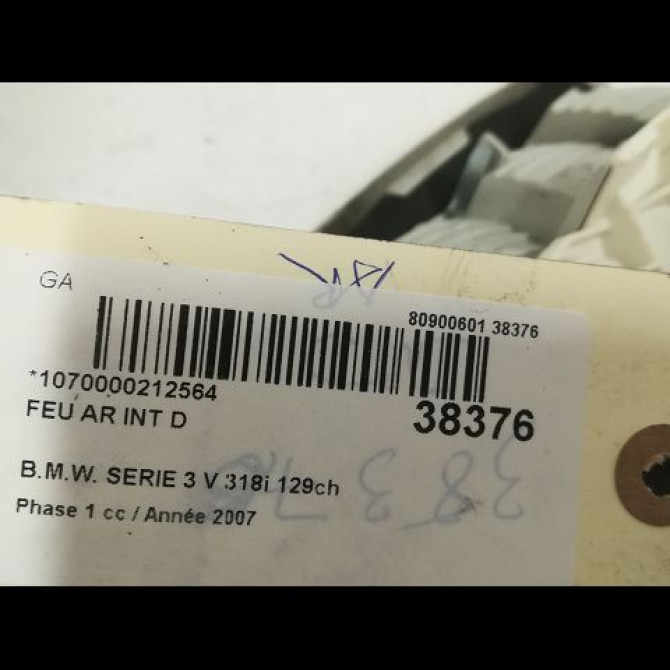 GA
80900601 38376
*1070000212564
38376
FEU AR INT D
B.M.W. SERIE 3 V 318i 129ch
Phase 1 cc / Année 2007